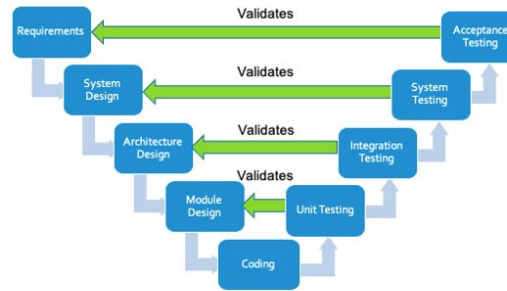 Validates
Requirements
Acceptance
Testing
Validates
System
Design
System
Testing
Validates
Architecture
Design
Integration
Testing
Validates
Module
Design
Unit Testing
Coding